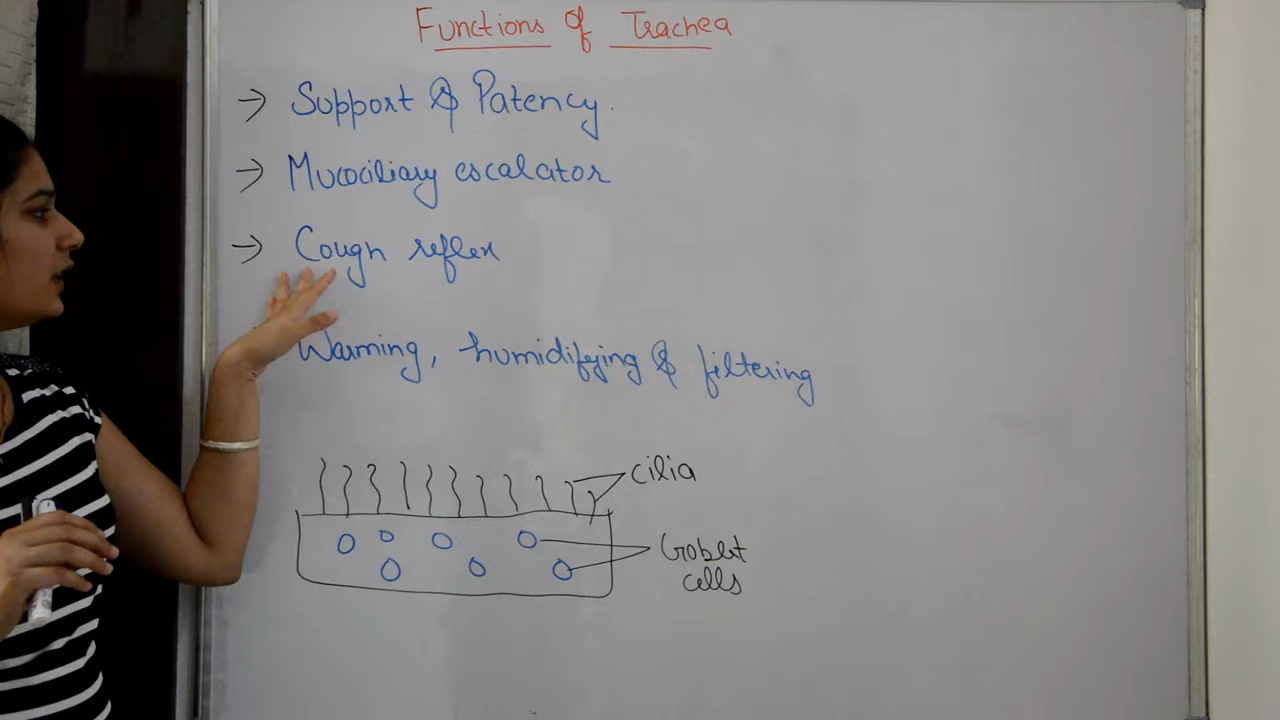 Functions of Trachea
→ Support & Patency.
→ Mucociliary escalator
→ Cough reflex
Warming, humidifying & filtering
cilia
Goblet
cells